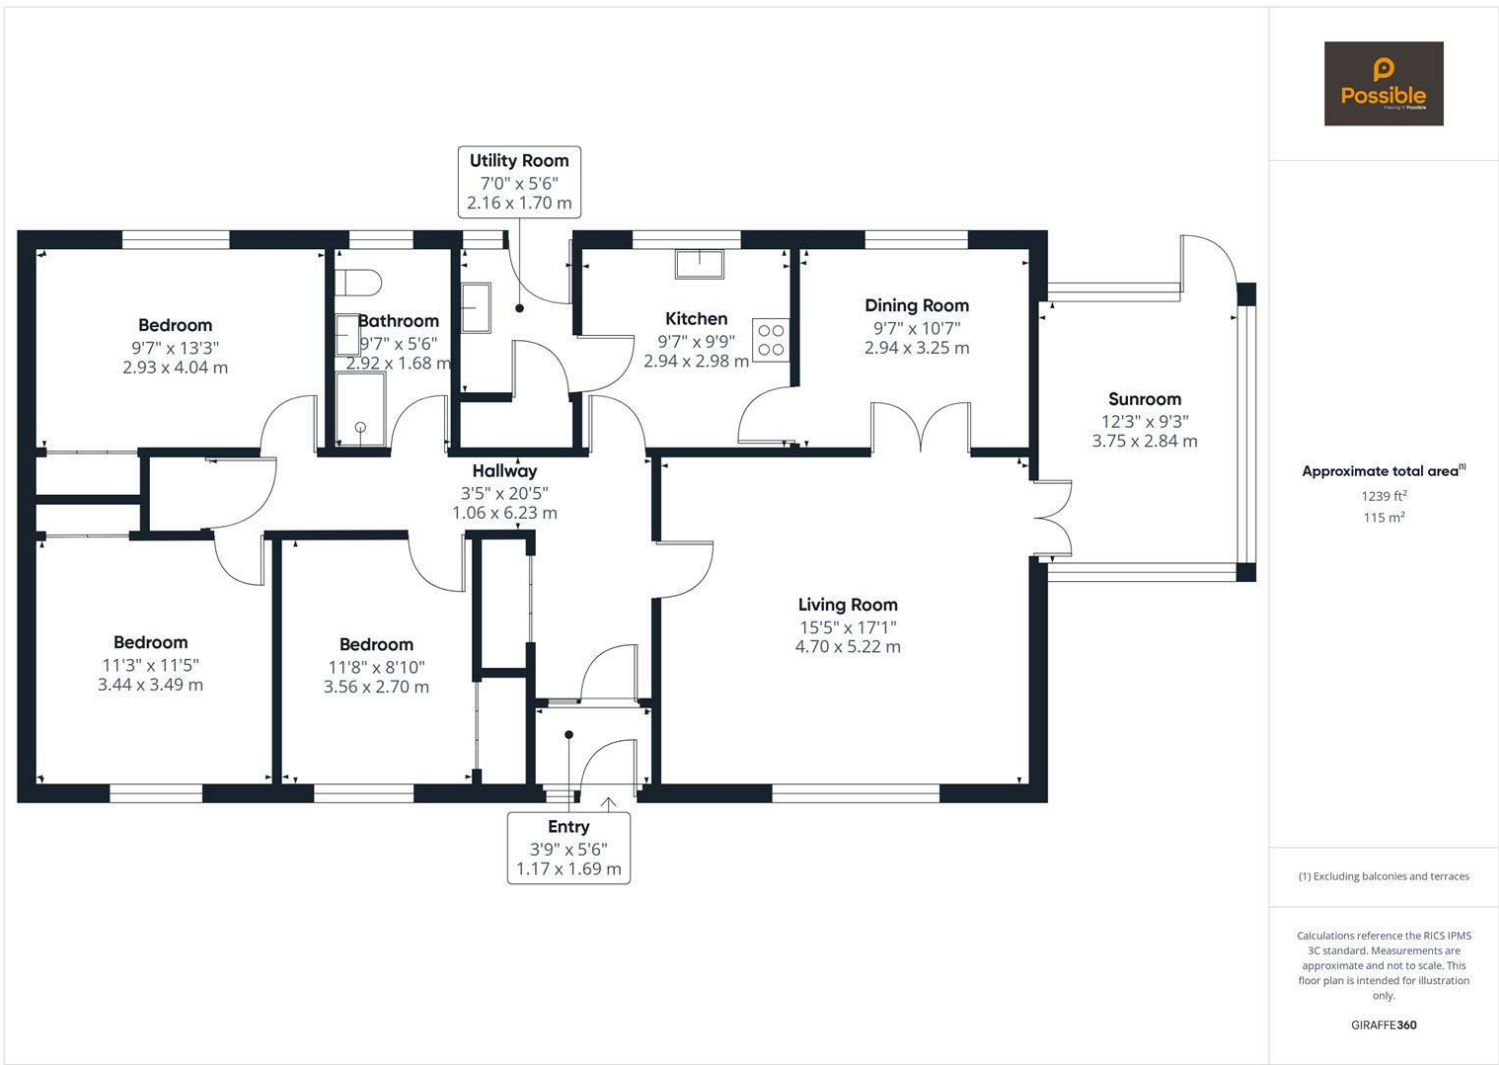 Utility Room
7'0" x 5'6"
2.16 x 1.70 m
Bedroom
9'7" x 13'3"
2.93 x 4.04 m
Bathroom
9'7" x 5'6"
2.92 x 1.68 m
Kitchen
9'7" x 9'9"
2.94 x 2.98 m
Dining Room
9'7" x 10'7"
2.94 x 3.25 m
Sunroom
12'3" x 9'3"
3.75 x 2.84 m
Hallway
3'5" x 20'5"
1.06 x 6.23 m
Bedroom
11'3" x 11'5"
3.44 x 3.49 m
Bedroom
11'8" x 8'10"
3.56 x 2.70 m
Living Room
15'5" x 17'1"
4.70 x 5.22 m
Entry
3'9" x 5'6"
1.17 x 1.69 m
Possible
Approximate total area(1)
1239 ft²
115 m²
(1) Excluding balconies and terraces
Calculations reference the RICS IPMS
3C standard. Measurements are
approximate and not to scale. This
floor plan is intended for illustration
only.
GIRAFFE360